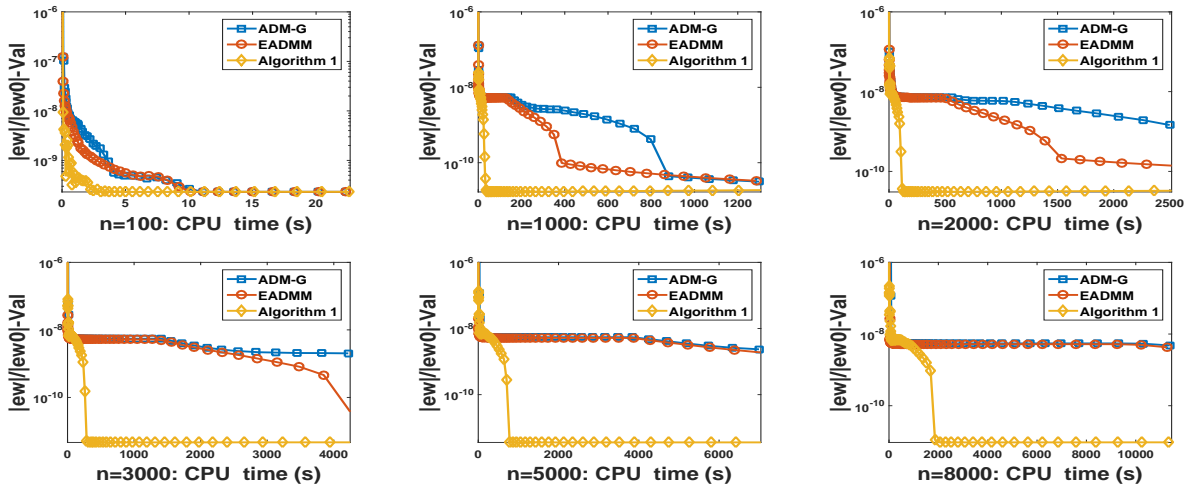 10^-6
10^-7
10^-8
10^-9
|ew|/|ew0|-Val
ADM-G
EADMM
Algorithm 1
0 5 10 15 20
n=100: CPU time (s)
10^-6
10^-8
10^-10
|ew|/|ew0|-Val
ADM-G
EADMM
Algorithm 1
0 200 400 600 800 1000 1200
n=1000: CPU time (s)
10^-6
10^-8
10^-10
|ew|/|ew0|-Val
ADM-G
EADMM
Algorithm 1
0 500 1000 1500 2000 2500
n=2000: CPU time (s)
10^-6
10^-8
10^-10
|ew|/|ew0|-Val
ADM-G
EADMM
Algorithm 1
0 1000 2000 3000 4000
n=3000: CPU time (s)
10^-6
10^-8
10^-10
|ew|/|ew0|-Val
ADM-G
EADMM
Algorithm 1
0 2000 4000 6000
n=5000: CPU time (s)
10^-6
10^-8
10^-10
|ew|/|ew0|-Val
ADM-G
EADMM
Algorithm 1
0 2000 4000 6000 8000 10000
n=8000: CPU time (s)